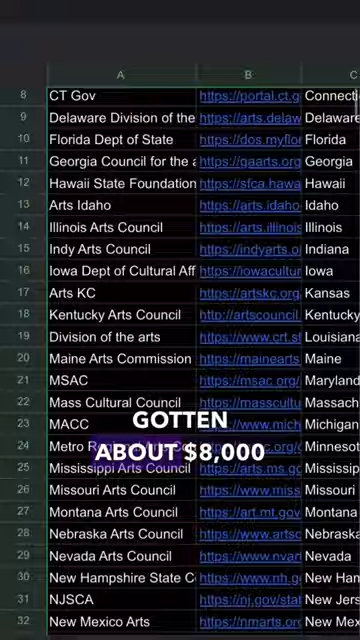 A B C
8 CT Gov https://portal.ct.g Connecti
9 Delaware Division of the https://arts.delaw Delaware
10 Florida Dept of State https://dos.myflor Florida
11 Georgia Council for the a https://gaarts.org Georgia
12 Hawaii State Foundation https://sfca.hawa Hawaii
13 Arts Idaho https://arts.idaho Idaho
14 Illinois Arts Council https://arts.illinois Illinois
15 Indy Arts Council https://indyarts.o Indiana
16 Iowa Dept of Cultural Aff https://iowacultur Iowa
17 Arts KC https://artskc.org Kansas
18 Kentucky Arts Council http://artscouncil. Kentucky
19 Division of the arts https://www.crt.st Louisiana
20 Maine Arts Commission https://mainearts. Maine
21 MSAC https://msac.org/ Maryland
22 Mass Cultural Council https://masscultu Massach
23 MACC https://www.mich Michigan
GOTTEN
24 Metro Minnesot
ABOUT $8,000
25 Mississippi Arts Council https://arts.ms.go Mississip
26 Missouri Arts Council https://www.miss Missouri
27 Montana Arts Council https://art.mt.gov Montana
28 Nebraska Arts Council https://www.artsc Nebraska
29 Nevada Arts Council https://www.nvar Nevada
30 New Hampshire State C https://www.nh.g New Ham
31 NJSCA https://nj.gov/stat New Jers
32 New Mexico Arts https://nmarts.org New Mexi